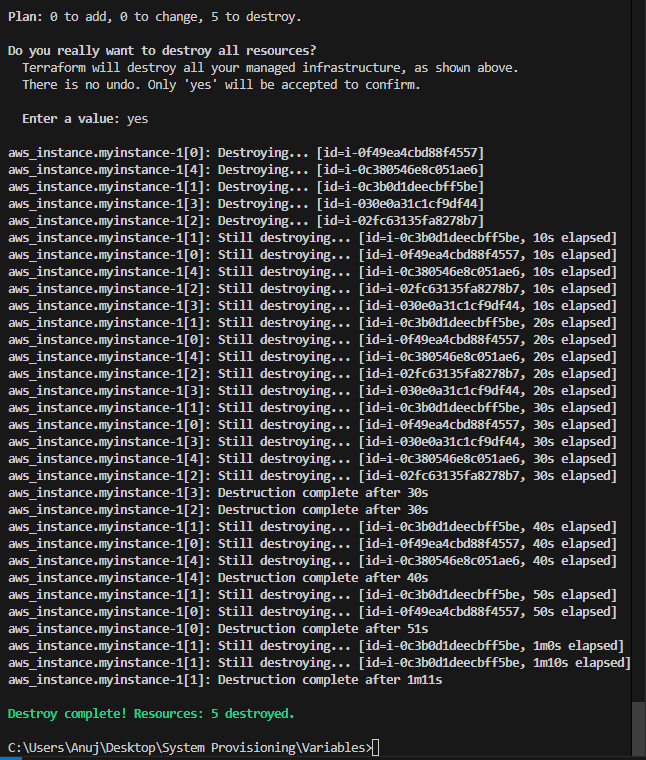 Plan: 0 to add, 0 to change, 5 to destroy.
Do you really want to destroy all resources?
Terraform will destroy all your managed infrastructure, as shown above.
There is no undo. Only 'yes' will be accepted to confirm.
Enter a value: yes
aws_instance.myinstance-1[0]: Destroying... [id=i-0f49ea4cbd88f4557]
aws_instance.myinstance-1[4]: Destroying... [id=i-0c380546e8c051ae6]
aws_instance.myinstance-1[1]: Destroying... [id=i-0c3b0d1deecbff5be]
aws_instance.myinstance-1[3]: Destroying... [id=i-030e0a31c1cf9df44]
aws_instance.myinstance-1[2]: Destroying... [id=i-02fc63135fa8278b7]
aws_instance.myinstance-1[1]: Still destroying... [id=i-0c3b0d1deecbff5be, 10s elapsed]
aws_instance.myinstance-1[0]: Still destroying... [id=i-0f49ea4cbd88f4557, 10s elapsed]
aws_instance.myinstance-1[4]: Still destroying... [id=i-0c380546e8c051ae6, 10s elapsed]
aws_instance.myinstance-1[2]: Still destroying... [id=i-02fc63135fa8278b7, 10s elapsed]
aws_instance.myinstance-1[3]: Still destroying... [id=i-030e0a31c1cf9df44, 10s elapsed]
aws_instance.myinstance-1[1]: Still destroying... [id=i-0c3b0d1deecbff5be, 20s elapsed]
aws_instance.myinstance-1[0]: Still destroying... [id=i-0f49ea4cbd88f4557, 20s elapsed]
aws_instance.myinstance-1[4]: Still destroying... [id=i-0c380546e8c051ae6, 20s elapsed]
aws_instance.myinstance-1[2]: Still destroying... [id=i-02fc63135fa8278b7, 20s elapsed]
aws_instance.myinstance-1[3]: Still destroying... [id=i-030e0a31c1cf9df44, 20s elapsed]
aws_instance.myinstance-1[1]: Still destroying... [id=i-0c3b0d1deecbff5be, 30s elapsed]
aws_instance.myinstance-1[0]: Still destroying... [id=i-0f49ea4cbd88f4557, 30s elapsed]
aws_instance.myinstance-1[3]: Still destroying... [id=i-030e0a31c1cf9df44, 30s elapsed]
aws_instance.myinstance-1[4]: Still destroying... [id=i-0c380546e8c051ae6, 30s elapsed]
aws_instance.myinstance-1[2]: Still destroying... [id=i-02fc63135fa8278b7, 30s elapsed]
aws_instance.myinstance-1[3]: Destruction complete after 30s
aws_instance.myinstance-1[2]: Destruction complete after 30s
aws_instance.myinstance-1[1]: Still destroying... [id=i-0c3b0d1deecbff5be, 40s elapsed]
aws_instance.myinstance-1[0]: Still destroying... [id=i-0f49ea4cbd88f4557, 40s elapsed]
aws_instance.myinstance-1[4]: Still destroying... [id=i-0c380546e8c051ae6, 40s elapsed]
aws_instance.myinstance-1[4]: Destruction complete after 40s
aws_instance.myinstance-1[1]: Still destroying... [id=i-0c3b0d1deecbff5be, 50s elapsed]
aws_instance.myinstance-1[0]: Still destroying... [id=i-0f49ea4cbd88f4557, 50s elapsed]
aws_instance.myinstance-1[0]: Destruction complete after 51s
aws_instance.myinstance-1[1]: Still destroying... [id=i-0c3b0d1deecbff5be, 1m0s elapsed]
aws_instance.myinstance-1[1]: Still destroying... [id=i-0c3b0d1deecbff5be, 1m10s elapsed]
aws_instance.myinstance-1[1]: Destruction complete after 1m11s
Destroy complete! Resources: 5 destroyed.
C:\Users\Anuj\Desktop\System Provisioning\Variables>